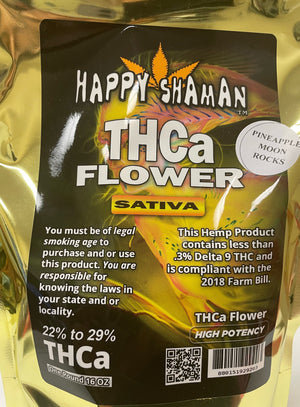 HAPPY SHAMAN
TM
THCa
FLOWER
SATIVA
PINEAPPLE
MOON
ROCKS
You must be of legal
smoking age to
purchase and or use
this product. You are
responsible for
knowing the laws in
your state and or
locality.
This Hemp Product
contains less than
.3% Delta 9 THC and
is compliant with the
2018 Farm Bill.
22% to 29%
THCa
One Pound 16 OZ
THCa Flower
HIGH POTENCY